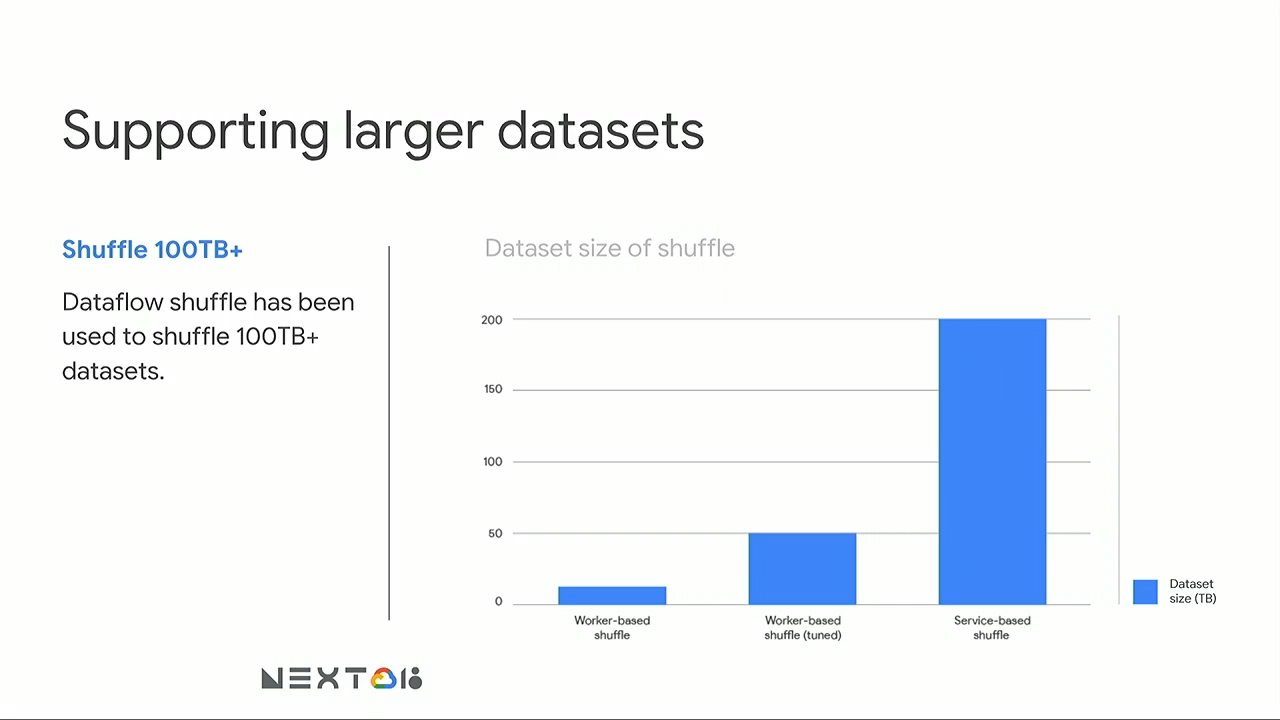 Supporting larger datasets
Shuffle 100TB+
Dataflow shuffle has been
used to shuffle 100TB+
datasets.
Dataset size of shuffle
200
150
100
50
0
Worker-based
shuffle
Worker-based
shuffle (tuned)
Service-based
shuffle
Dataset
size (TB)
NEXT 18